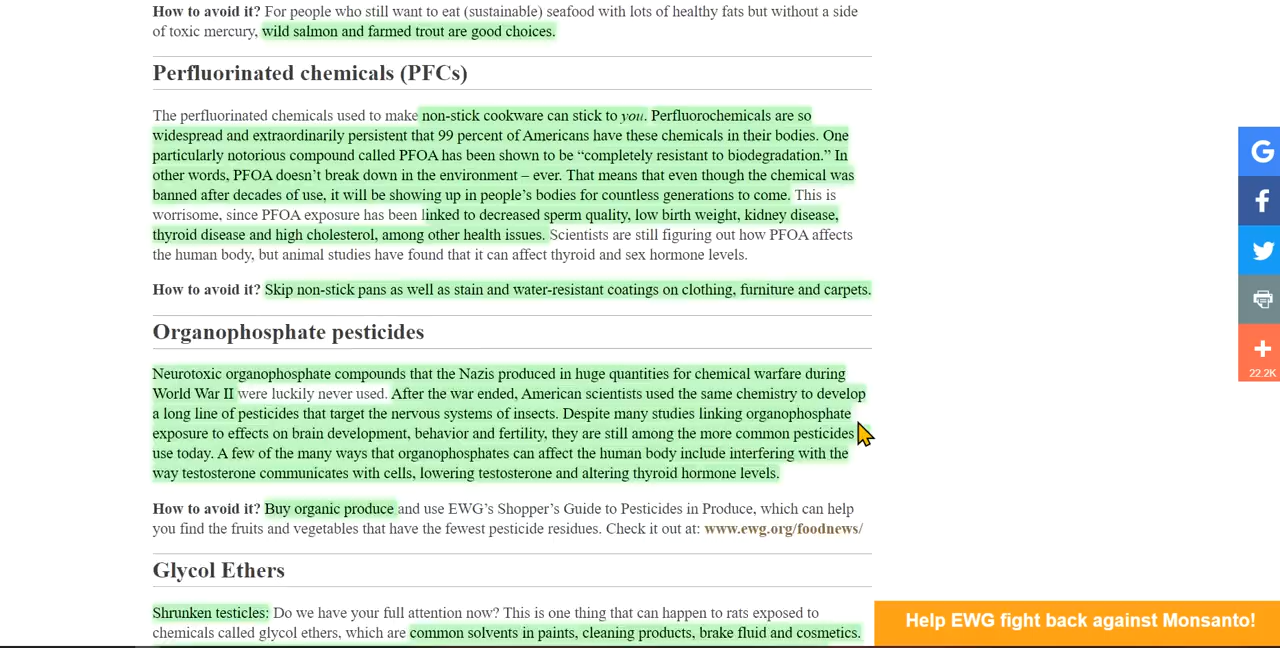 How to avoid it? For people who still want to eat (sustainable) seafood with lots of healthy fats but without a side
of toxic mercury, wild salmon and farmed trout are good choices.
Perfluorinated chemicals (PFCs)
The perfluorinated chemicals used to make non-stick cookware can stick to you. Perfluorochemicals are so
widespread and extraordinarily persistent that 99 percent of Americans have these chemicals in their bodies. One
particularly notorious compound called PFOA has been shown to be “completely resistant to biodegradation.” In
other words, PFOA doesn’t break down in the environment – ever. That means that even though the chemical was
banned after decades of use, it will be showing up in people’s bodies for countless generations to come. This is
worrisome, since PFOA exposure has been linked to decreased sperm quality, low birth weight, kidney disease,
thyroid disease and high cholesterol, among other health issues. Scientists are still figuring out how PFOA affects
the human body, but animal studies have found that it can affect thyroid and sex hormone levels.
How to avoid it? Skip non-stick pans as well as stain and water-resistant coatings on clothing, furniture and carpets.
Organophosphate pesticides
Neurotoxic organophosphate compounds that the Nazis produced in huge quantities for chemical warfare during
World War II were luckily never used. After the war ended, American scientists used the same chemistry to develop
a long line of pesticides that target the nervous systems of insects. Despite many studies linking organophosphate
exposure to effects on brain development, behavior and fertility, they are still among the more common pesticides
use today. A few of the many ways that organophosphates can affect the human body include interfering with the
way testosterone communicates with cells, lowering testosterone and altering thyroid hormone levels.
How to avoid it? Buy organic produce and use EWG’s Shopper’s Guide to Pesticides in Produce, which can help
you find the fruits and vegetables that have the fewest pesticide residues. Check it out at: www.ewg.org/foodnews/
Glycol Ethers
Shrunken testicles: Do we have your full attention now? This is one thing that can happen to rats exposed to
chemicals called glycol ethers, which are common solvents in paints, cleaning products, brake fluid and cosmetics.
22.2K
Help EWG fight back against Monsanto!